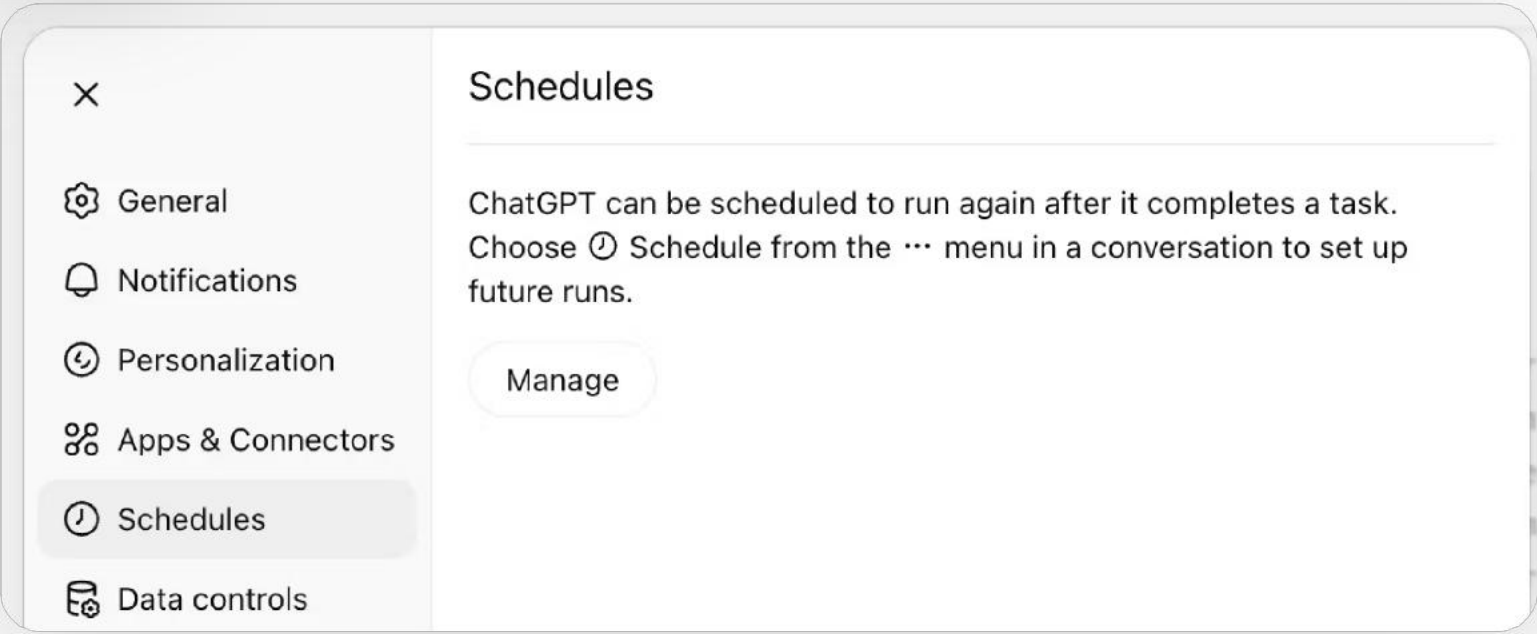 General
Notifications
Personalization
Apps & Connectors
Schedules
Data controls
Schedules
ChatGPT can be scheduled to run again after it completes a task.
Choose Schedule from the ··· menu in a conversation to set up
future runs.
Manage